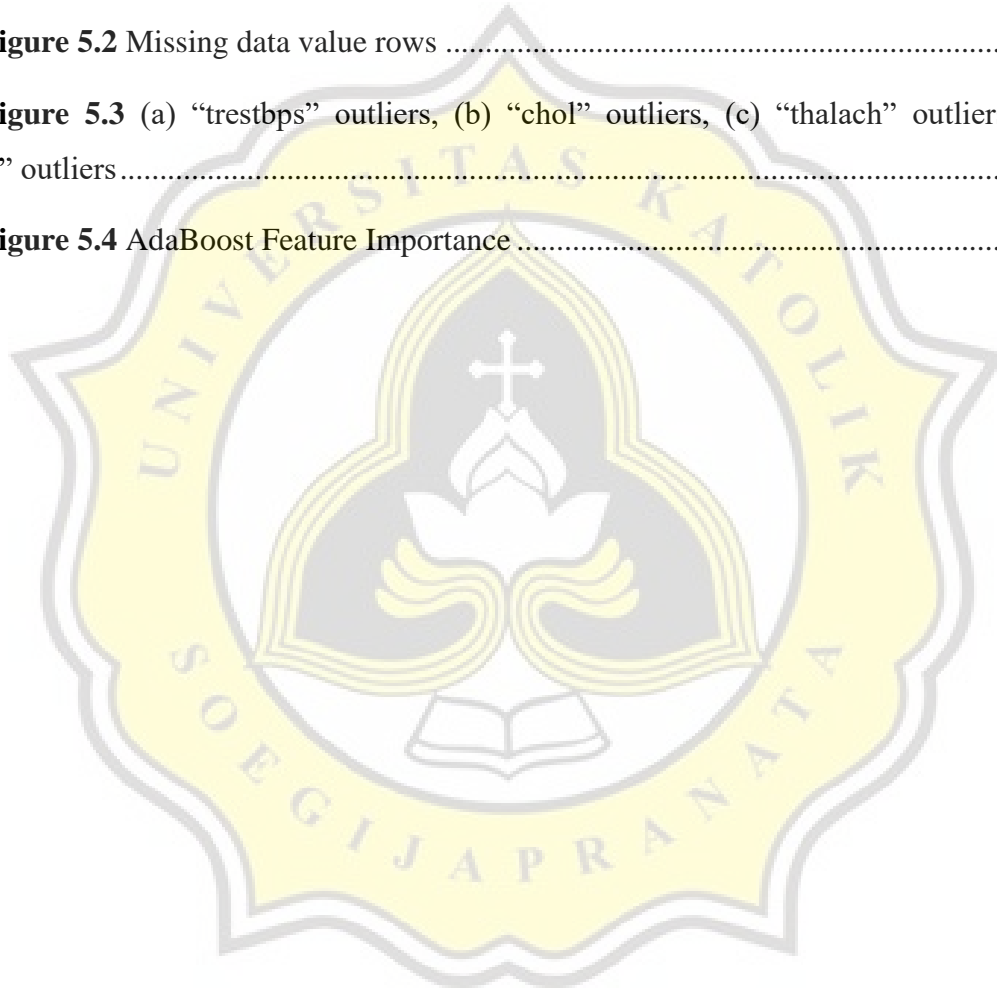 igure 5.2 Missing data value rows ........................................................................
igure 5.3 (a) “trestbps” outliers, (b) “chol” outliers, (c) “thalach” outlier
” outliers................................................................................................................
igure 5.4 AdaBoost Feature Importance..............................................................
UNIVERSITAS KATOLIK
SOEGIJAPRANATA